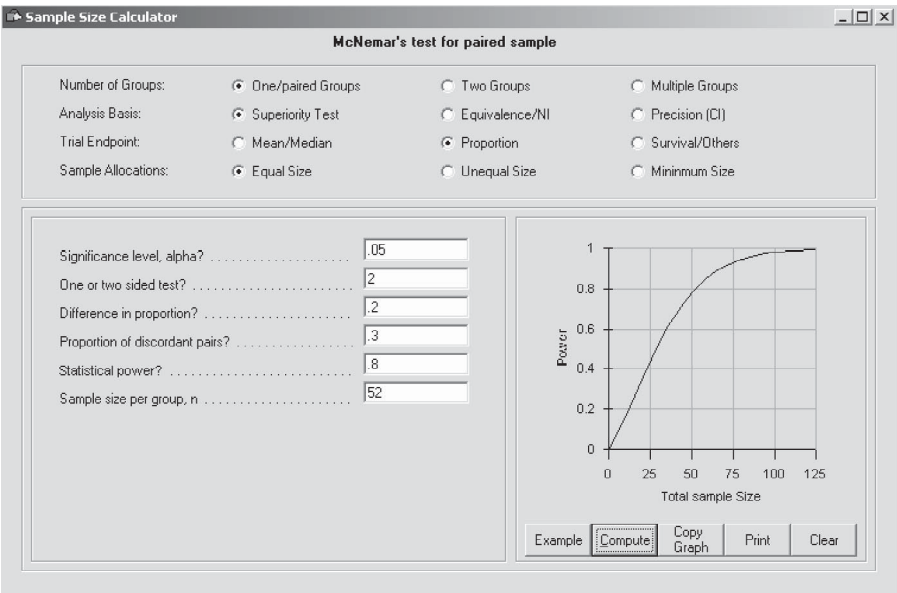 Sample Size Calculator
McNemar's test for paired sample
Number of Groups: One/paired Groups Two Groups Multiple Groups
Analysis Basis: Superiority Test Equivalence/NI Precision (CI)
Trial Endpoint: Mean/Median Proportion Survival/Others
Sample Allocations: Equal Size Unequal Size Mininmum Size
Significance level, alpha? .05
One or two sided test? 2
Difference in proportion? .2
Proportion of discordant pairs? .3
Statistical power? .8
Sample size per group, n 52
1
0.8
0.6
0.4
0.2
0
Power
0 25 50 75 100 125
Total sample Size
Example Compute Copy Graph Print Clear